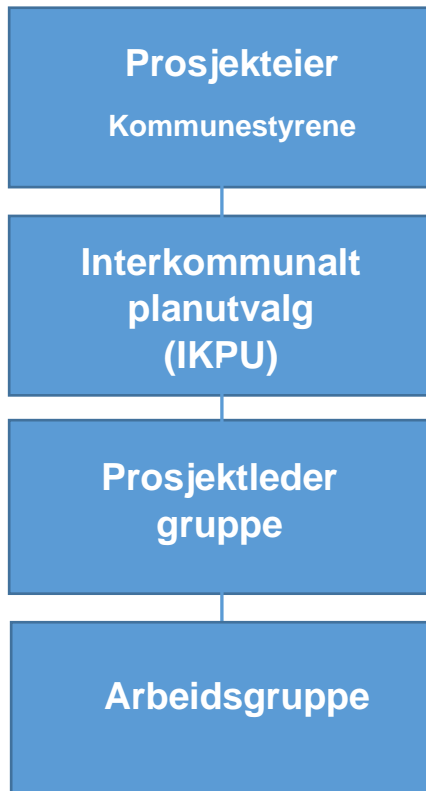 Prosjekteier
Kommunestyrene
Interkommunalt
planutvalg
(IKPU)
Prosjektleder
gruppe
Arbeidsgruppe